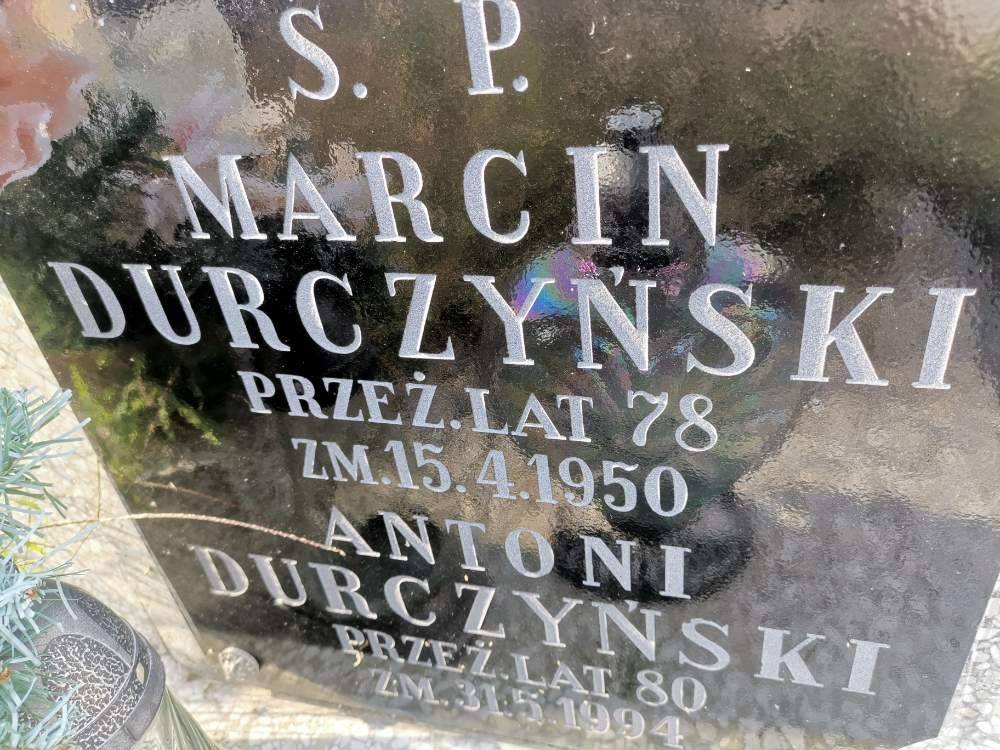 S. P.
MARCIN
DURCZYŃSKI
PRZEŻ. LAT 78
ZM. 15. 4. 1950
ANTONI
DURCZYŃSKI
PRZEŻ. LAT 80
ZM. 31. 5. 1994